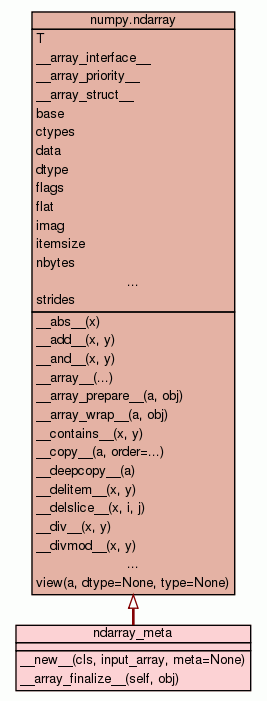 numpy.ndarray
T
__array_interface__
__array_priority__
__array_struct__
base
ctypes
data
dtype
flags
flat
imag
itemsize
nbytes
...
strides
__abs__(x)
__add__(x, y)
__and__(x, y)
__array__(...)
__array_prepare__(a, obj)
__array_wrap__(a, obj)
__contains__(x, y)
__copy__(a, order=...)
__deepcopy__(a)
__delitem__(x, y)
__delslice__(x, i, j)
__div__(x, y)
__divmod__(x, y)
...
view(a, dtype=None, type=None)
ndarray_meta
__new__(cls, input_array, meta=None)
__array_finalize__(self, obj)